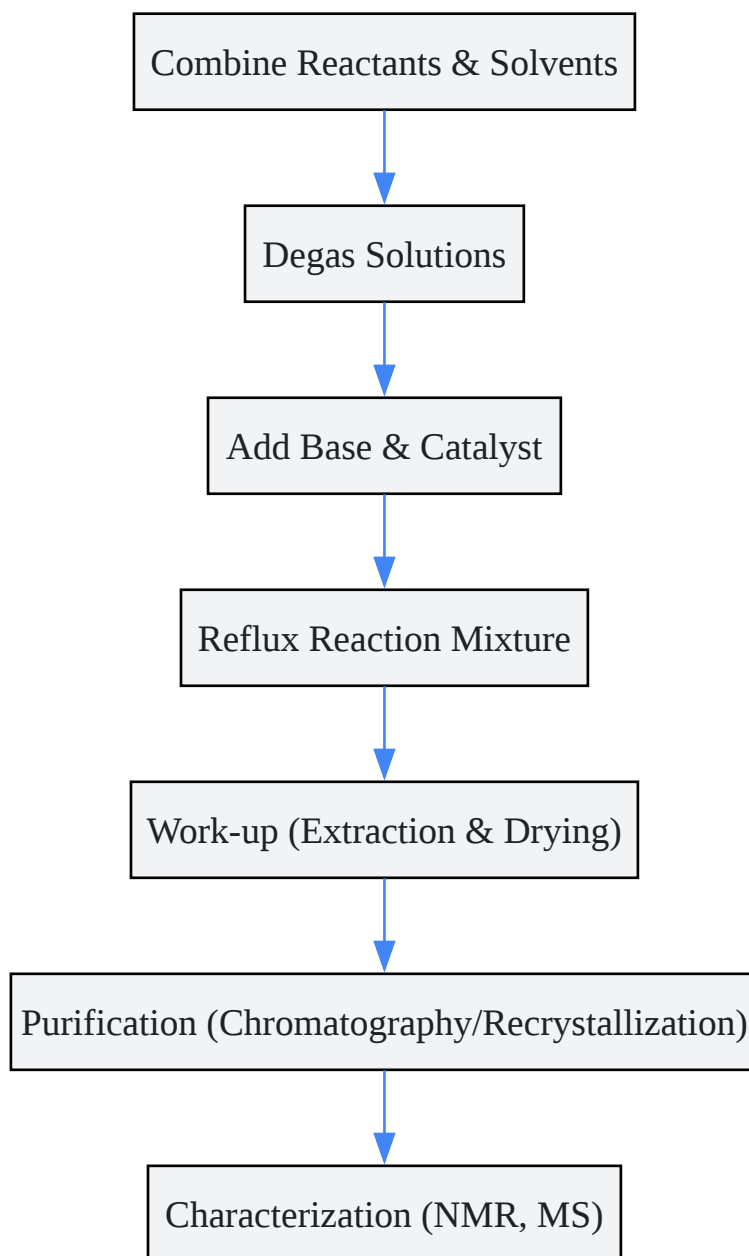 Combine Reactants & Solvents
Degas Solutions
Add Base & Catalyst
Reflux Reaction Mixture
Work-up (Extraction & Drying)
Purification (Chromatography/Recrystallization)
Characterization (NMR, MS)